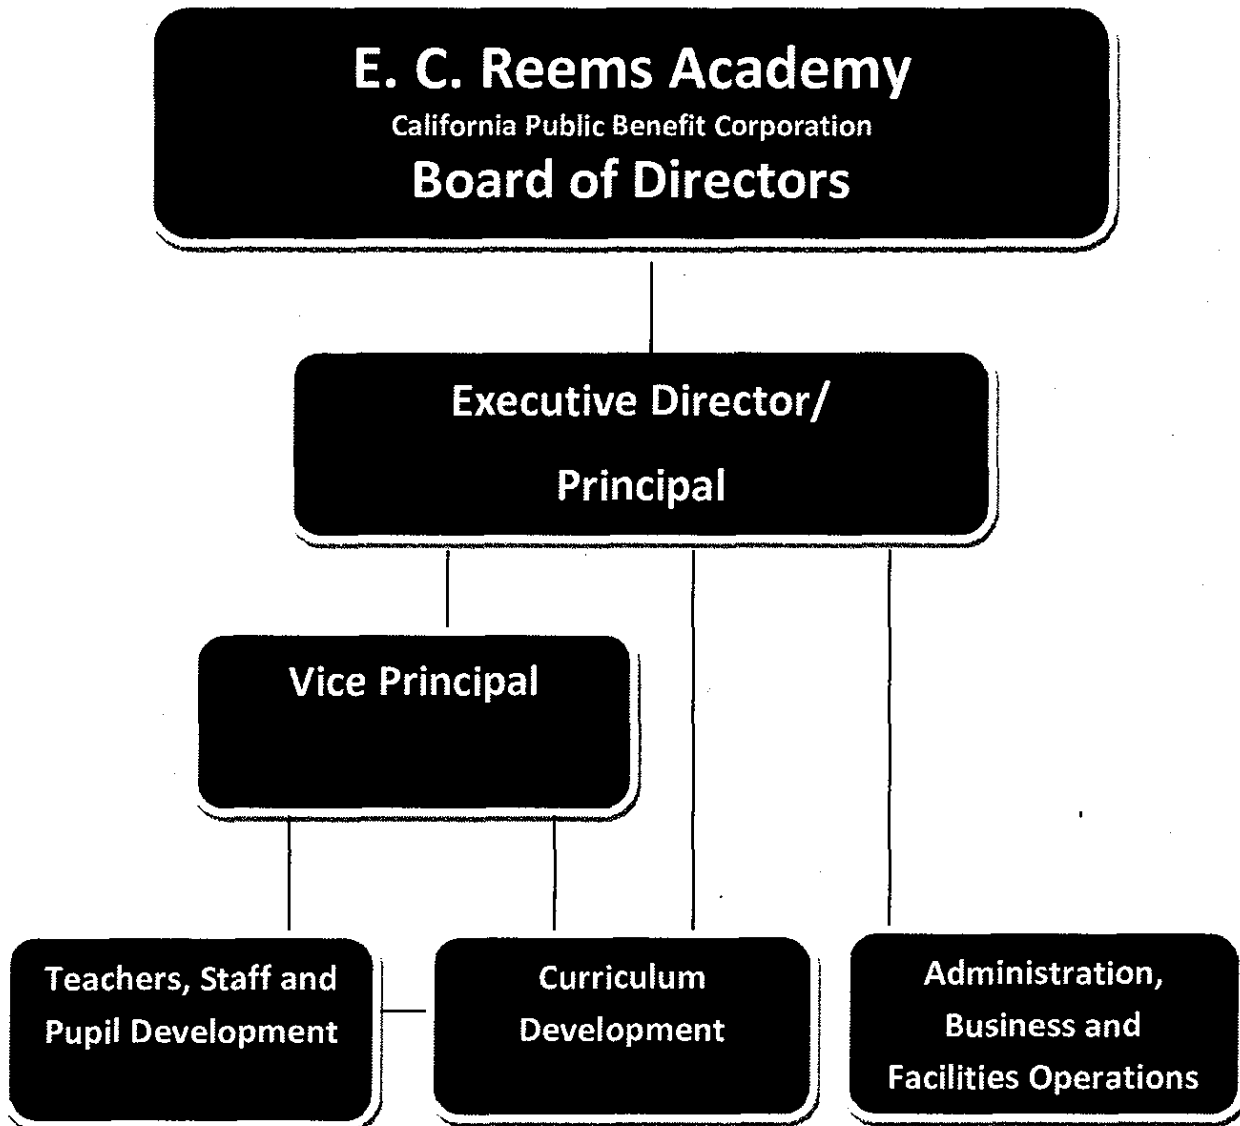 E. C. Reems Academy
California Public Benefit Corporation
Board of Directors
Executive Director/
Principal
Vice Principal
Teachers, Staff and
Pupil Development
Curriculum
Development
Administration,
Business and
Facilities Operations